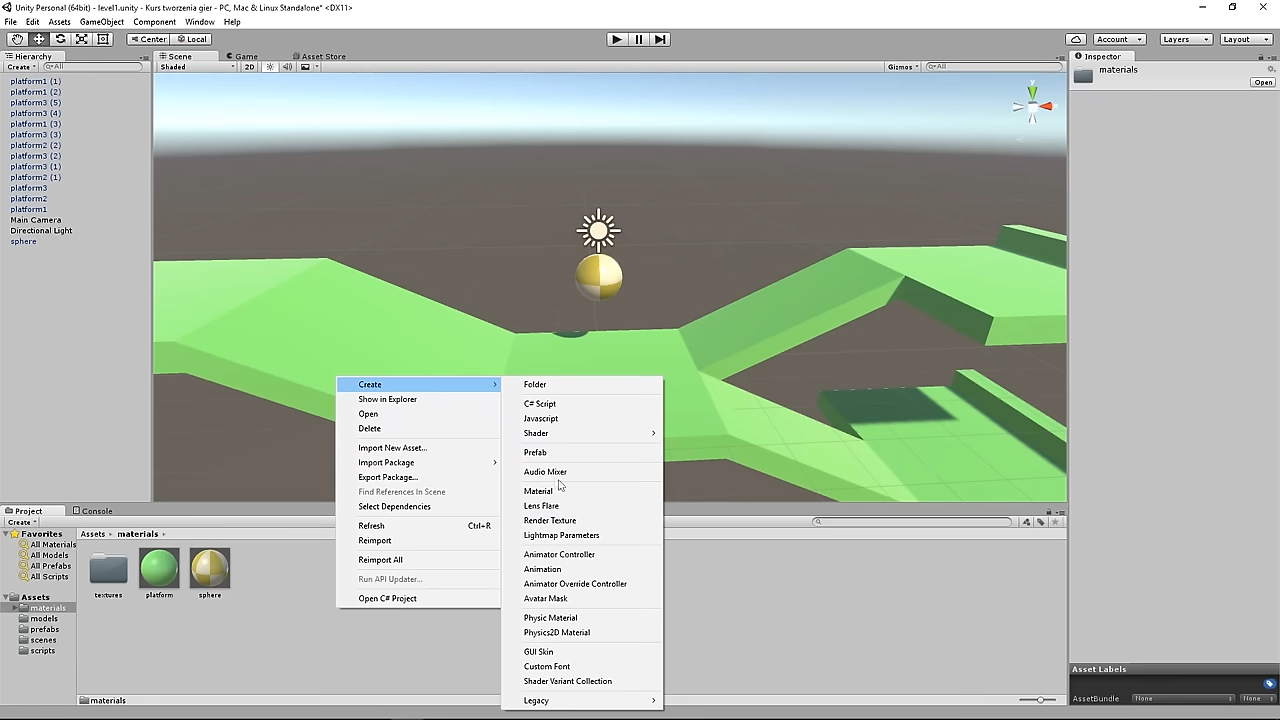 Unity Personal (64bit) - level1.unity - Kurs tworzenia gier - PC, Mac & Linux Standalone* <DX11>
File Edit Assets GameObject Component Window Help
Center Local Account Layers Layout
Hierarchy
Create All
platform1 (1)
platform1 (2)
platform3 (5)
platform3 (4)
platform1 (3)
platform3 (3)
platform2 (2)
platform3 (2)
platform3 (1)
platform2 (1)
platform3
platform2
platform1
Main Camera
Directional Light
sphere
Scene Game Asset Store
Shaded 2D Gizmos All
y
Inspector
materials
Open
Create
Show in Explorer
Open
Delete
Import New Asset...
Import Package
Export Package...
Find References In Scene
Select Dependencies
Refresh Ctrl+R
Reimport
Reimport All
Run API Updater...
Open C# Project
Folder
C# Script
Javascript
Shader
Prefab
Audio Mixer
Material
Lens Flare
Render Texture
Lightmap Parameters
Animator Controller
Animation
Animator Override Controller
Avatar Mask
Physic Material
Physics2D Material
GUI Skin
Custom Font
Shader Variant Collection
Legacy
Project Console
Create
Favorites
All Materials
All Models
All Prefabs
All Scripts
Assets
materials
models
prefabs
scenes
scripts
Assets materials
textures platform sphere
materials
Asset Labels
AssetBundle None None